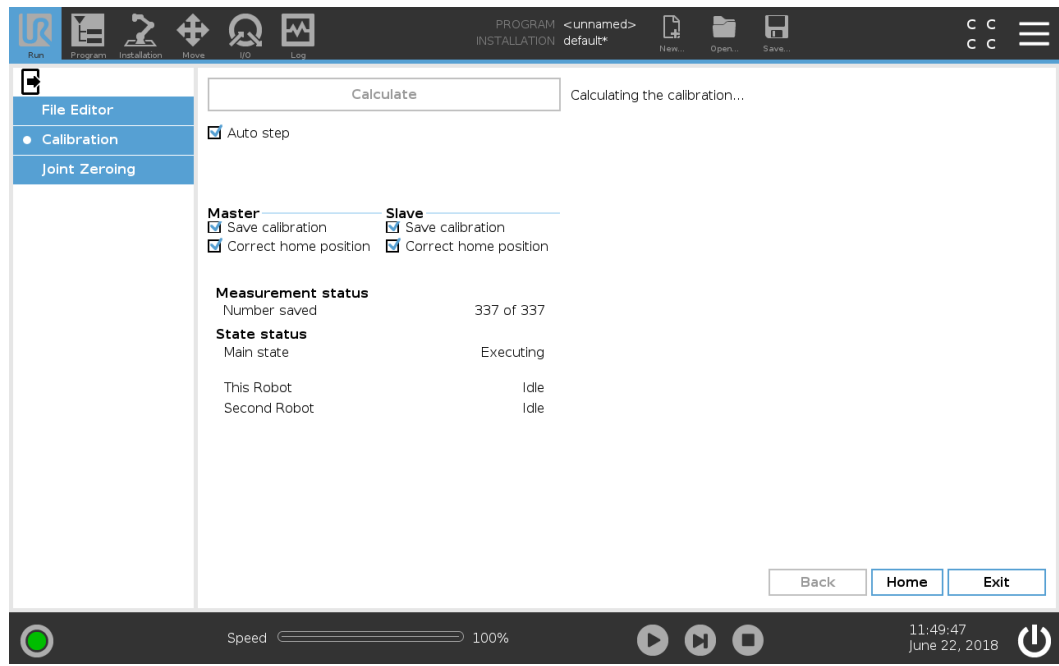 UR
PROGRAM <unnamed>
INSTALLATION default*
Run Program Installation Move I/O Log New... Open... Save...
C C
C C
File Editor
Calibration
Joint Zeroing
Calculate Calculating the calibration...
Auto step
Master Slave
Save calibration Save calibration
Correct home position Correct home position
Measurement status
Number saved 337 of 337
State status
Main state Executing
This Robot Idle
Second Robot Idle
Back Home Exit
Speed 100% 11:49:47
June 22, 2018